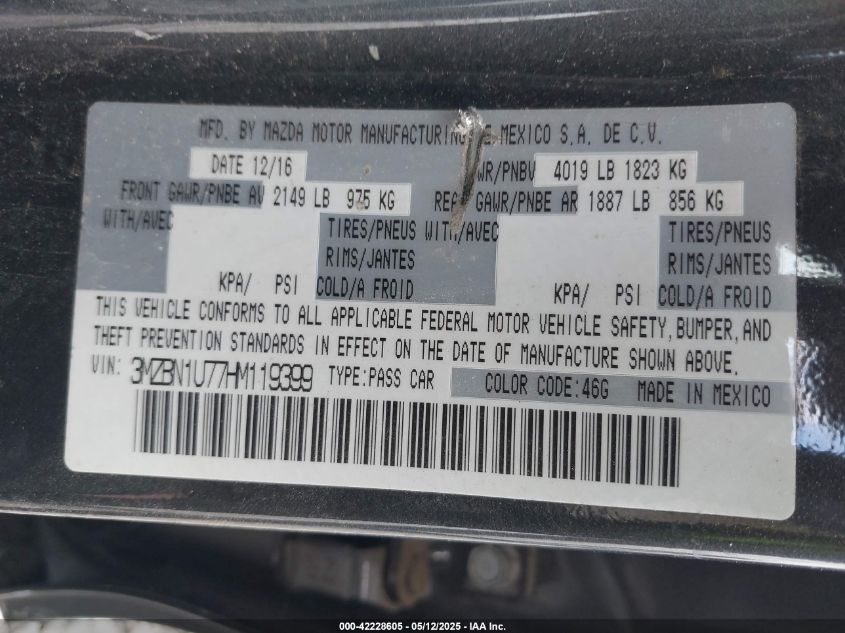 MFD. BY MAZDA MOTOR MANUFACTURING DE MEXICO S.A. DE C.V.
DATE 12/16 WR/PNBV 4019 LB 1823 KG
FRONT GAWR/PNBE AV 2149 LB 975 KG REAR GAWR/PNBE AR 1887 LB 856 KG
WITH/AVEC TIRES/PNEUS WITH/AVEC TIRES/PNEUS
RIMS/JANTES RIMS/JANTES
KPA/ PSI COLD/A FROID KPA/ PSI COLD/A FROID
THIS VEHICLE CONFORMS TO ALL APPLICABLE FEDERAL MOTOR VEHICLE SAFETY, BUMPER, AND
THEFT PREVENTION STANDARDS IN EFFECT ON THE DATE OF MANUFACTURE SHOWN ABOVE.
VIN: 3MZBN1U77HM119399 TYPE:PASS CAR COLOR CODE:46G MADE IN MEXICO
000-42228605 - 05/12/2025 - IAA Inc.